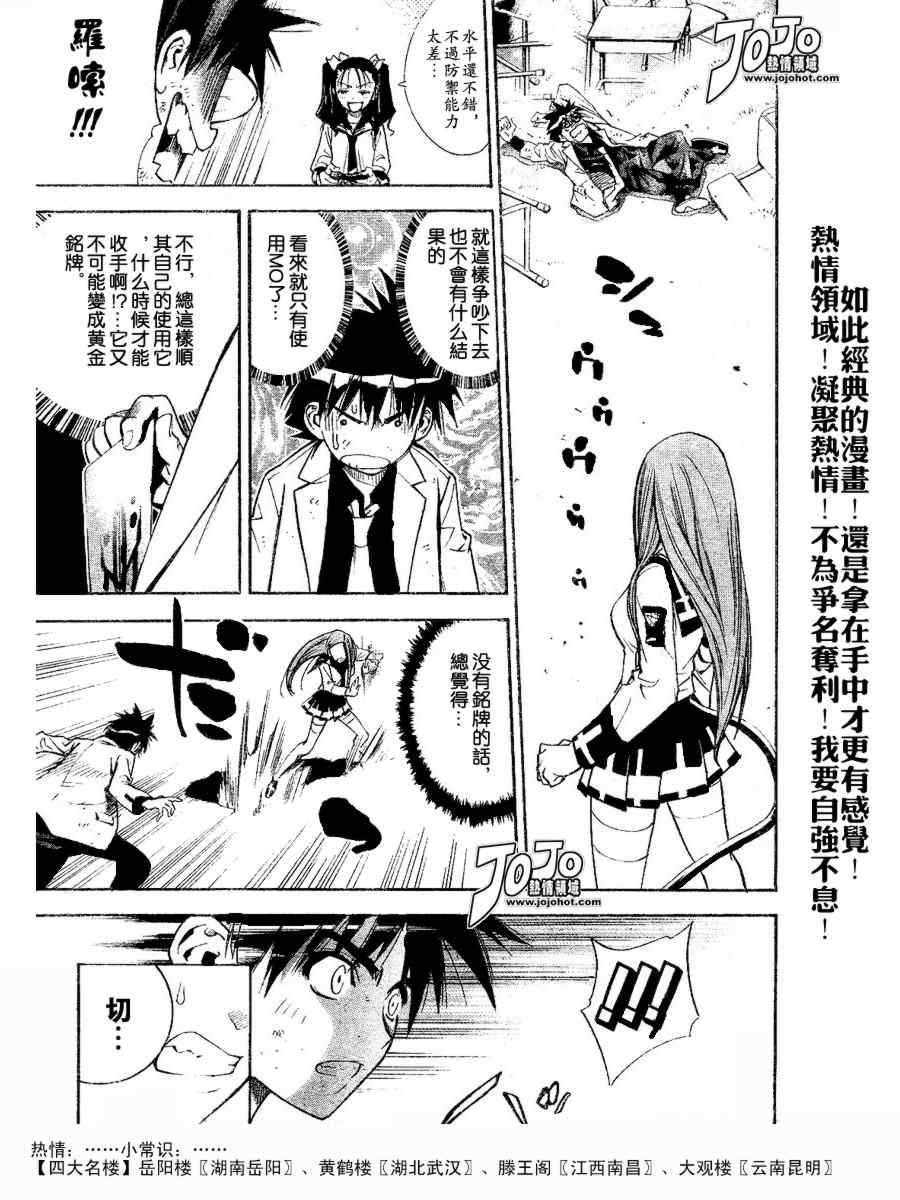 JOJO
熱情領域
www.jojohot.com
水平還不錯，
不過防禦能力
太差…
羅嗦!!!
就這樣爭吵下去
也不會有什么結
果的
看來就只有使
用MO了…
不行，總這樣順
其自己的使用它
，什么時候才能
收手啊!?…它又
不可能變成黄金
銘牌。
没有銘牌的話，
總覺得…
JOJO
熱情領域
www.jojohot.com
!!!!
切…
如此經典的漫畫！還是拿在手中才更有感覺！
熱情領域！凝聚熱情！不為爭名奪利！我要自強不息！
热情：……小常识：……
【四大名楼】岳阳楼〖湖南岳阳〗、黄鹤楼〖湖北武汉〗、滕王阁〖江西南昌〗、大观楼〖云南昆明〗